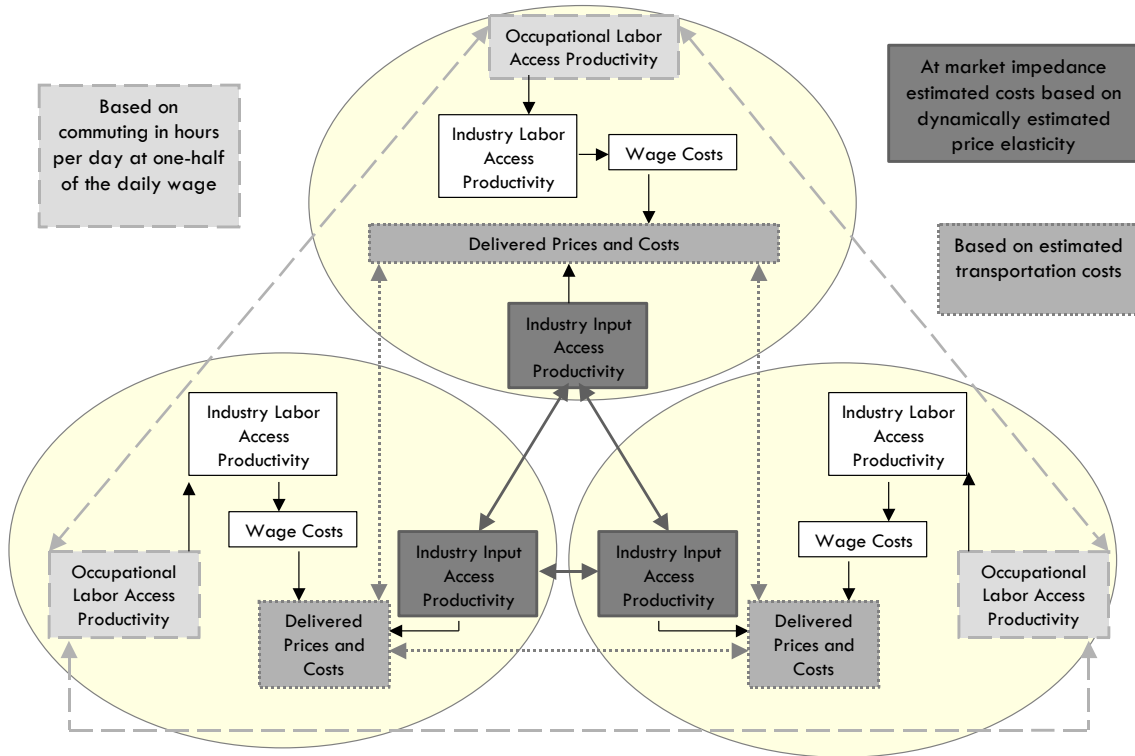 Occupational Labor
Access Productivity
Based on
commuting in hours
per day at one-half
of the daily wage
At market impedance
estimated costs based on
dynamically estimated
price elasticity
Industry Labor
Access
Productivity
Wage Costs
Delivered Prices and Costs
Based on estimated
transportation costs
Industry Input
Access
Productivity
Industry Labor
Access
Productivity
Wage Costs
Occupational
Labor Access
Productivity
Industry Input
Access
Productivity
Delivered
Prices and
Costs
Industry Labor
Access
Productivity
Wage Costs
Industry Input
Access
Productivity
Occupational
Labor Access
Productivity
Delivered
Prices and
Costs